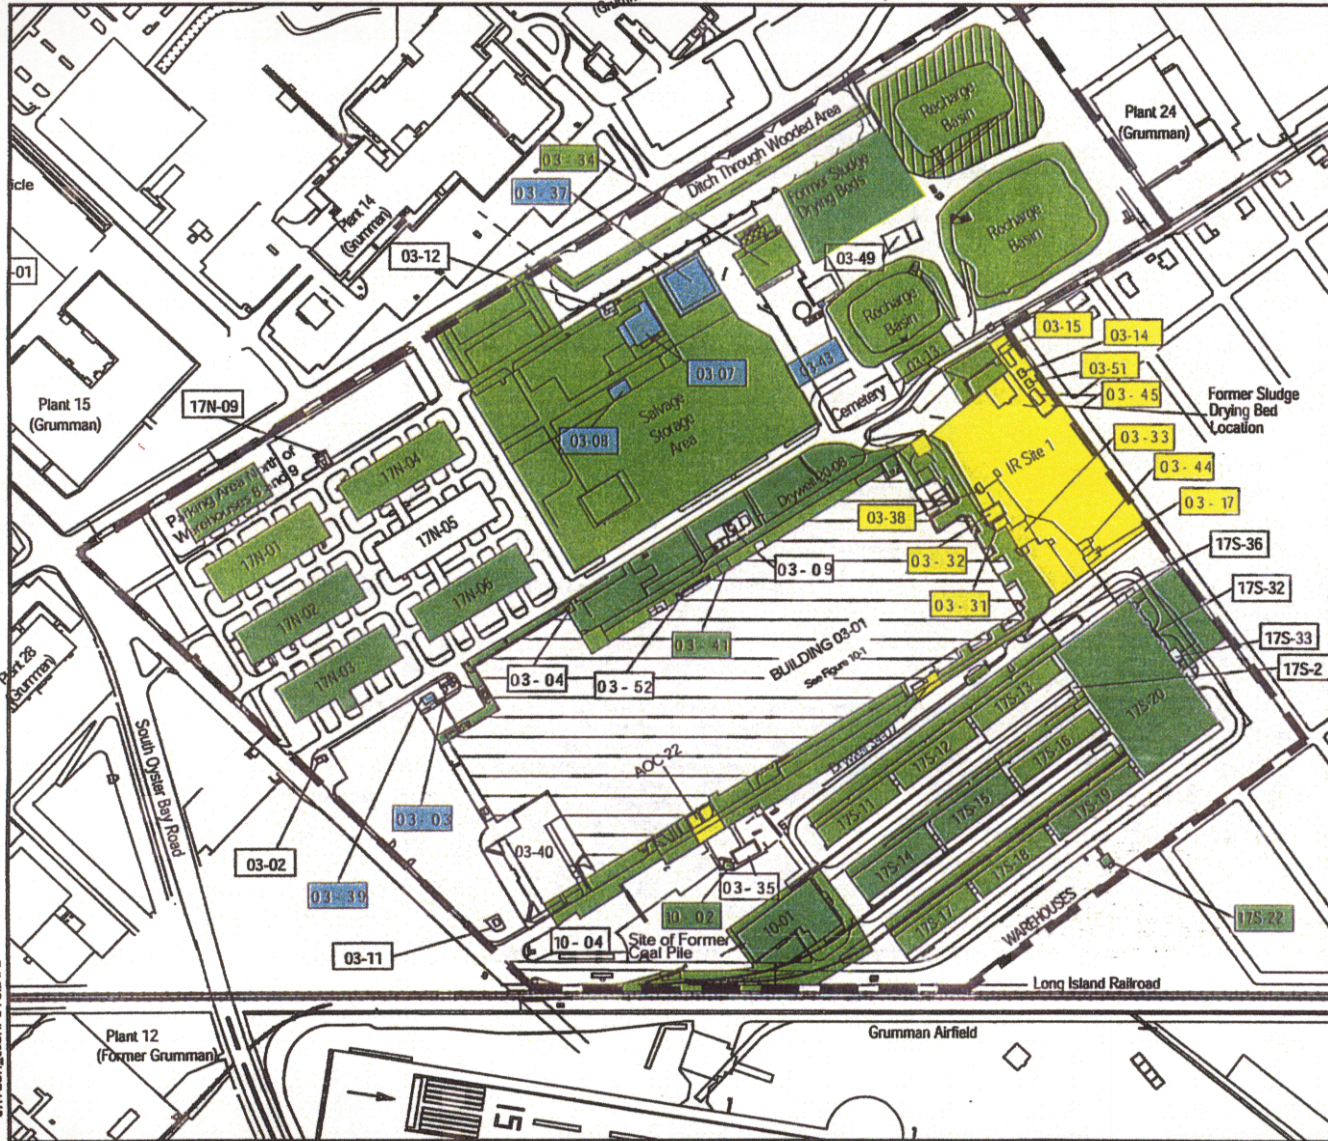 Recharge
Basin
Plant 24
(Grumman)
Ditch Through Wooded Area
03-34
03-37
Former Sludge
Drying Beds
Plant 14
(Grumman)
Recharge
Basin
03-12
03-49
-01
Recharge
Basin
03-15
03-14
03-13
03-43
03-51
03-07
03-45
Former Sludge
Drying Bed
Location
Cemetery
Plant 15
(Grumman)
17N-09
Salvage
Storage
Area
03-08
03-33
IR Site 1
03-44
Parking Area North of
Warehouses 8 and 9
17N-04
Drywell 20-08
03-17
03-38
17N-05
17N-01
17S-36
03-09
03-32
17N-06
17S-32
17N-02
03-31
BUILDING 03-01
See Figure 10-1
03-41
17S-33
17N-03
03-04
03-52
17S-2
Plant 28
(Grumman)
17S-13
17S-20
South Oyster Bay Road
17S-12
17S-16
AOC 22
03-03
17S-11
17S-15
17S-19
03-40
03-02
17S-14
17S-18
03-39
03-35
10-02
17S-17
WAREHOUSES
17S-22
10-01
03-11
10-04
Site of Former
Coal Pile
Long Island Railroad
Plant 12
(Former Grumman)
Grumman Airfield